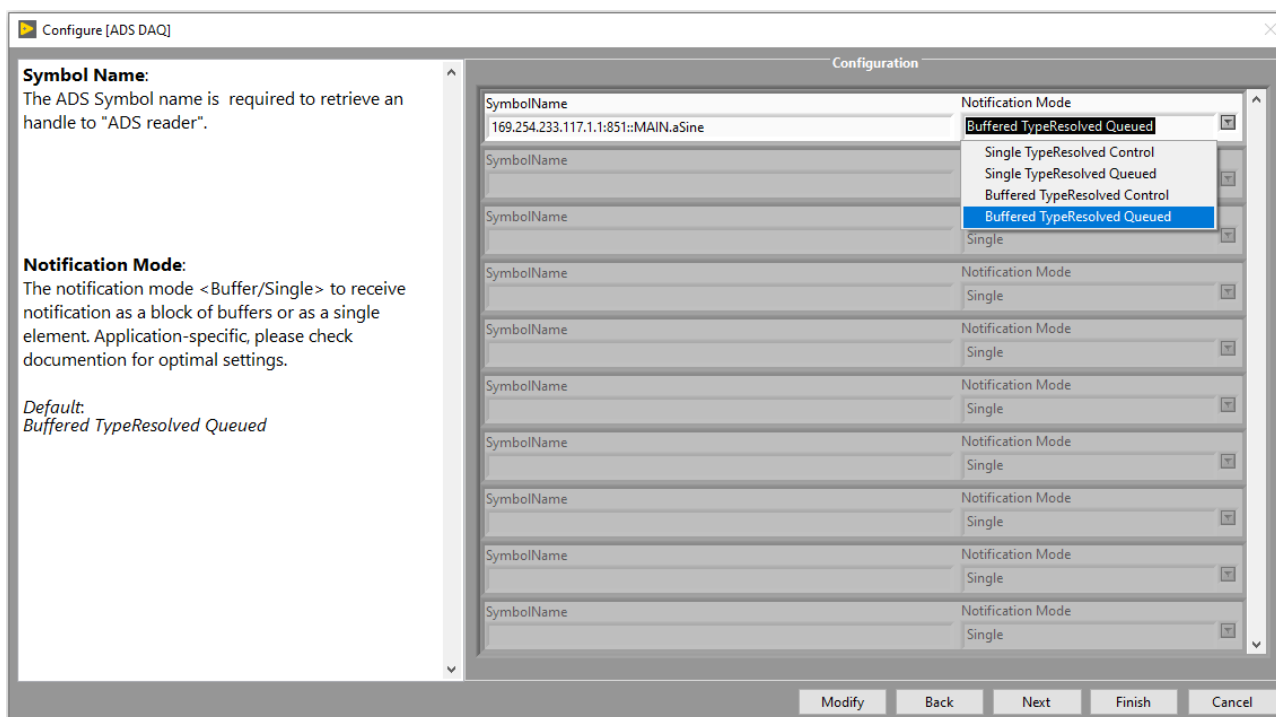 Configure [ADS DAQ]
Symbol Name:
The ADS Symbol name is  required to retrieve an
handle to "ADS reader".
Notification Mode:
The notification mode <Buffer/Single> to receive
notification as a block of buffers or as a single
element. Application-specific, please check
documention for optimal settings.
Default:
Buffered TypeResolved Queued
Configuration
SymbolName
Notification Mode
169.254.233.117.1.1:851::MAIN.aSine
Buffered TypeResolved Queued
Single TypeResolved Control
Single TypeResolved Queued
Buffered TypeResolved Control
Buffered TypeResolved Queued
SymbolName
SymbolName
Single
SymbolName
Notification Mode
Single
SymbolName
Notification Mode
Single
SymbolName
Notification Mode
Single
SymbolName
Notification Mode
Single
SymbolName
Notification Mode
Single
SymbolName
Notification Mode
Single
SymbolName
Notification Mode
Single
Modify
Back
Next
Finish
Cancel